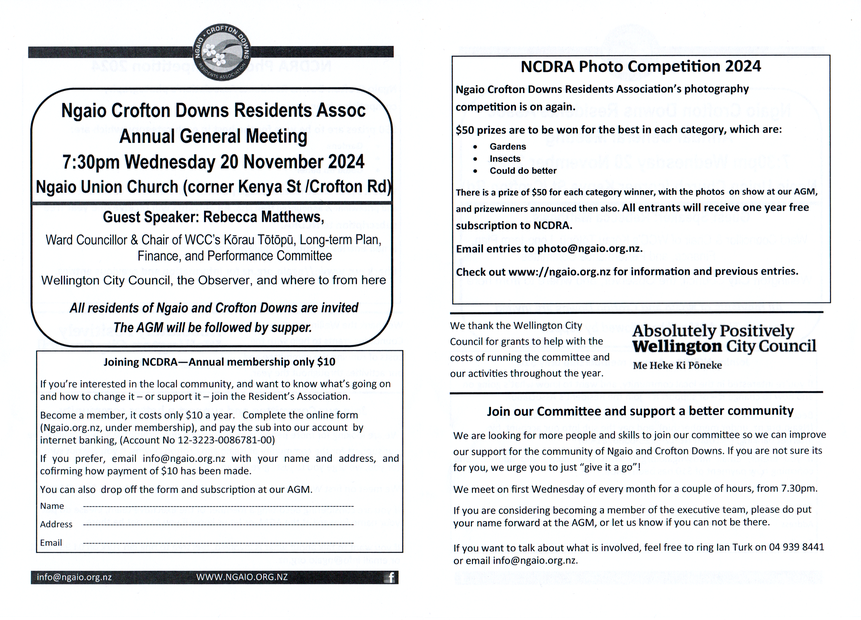 NGAIO • CROFTON DOWNS
RESIDENTS ASSOCIATION
Ngaio Crofton Downs Residents Assoc
Annual General Meeting
7:30pm Wednesday 20 November 2024
Ngaio Union Church (corner Kenya St /Crofton Rd)
Guest Speaker: Rebecca Matthews,
Ward Councillor & Chair of WCC's Kōrau Tōtōpū, Long-term Plan,
Finance, and Performance Committee
Wellington City Council, the Observer, and where to from here
All residents of Ngaio and Crofton Downs are invited
The AGM will be followed by supper.
Joining NCDRA—Annual membership only $10
If you're interested in the local community, and want to know what's going on
and how to change it – or support it – join the Resident's Association.
Become a member, it costs only $10 a year. Complete the online form
(Ngaio.org.nz, under membership), and pay the sub into our account by
internet banking, (Account No 12-3223-0086781-00)
If you prefer, email info@ngaio.org.nz with your name and address, and
cofirming how payment of $10 has been made.
You can also drop off the form and subscription at our AGM.
Name
Address
Email
info@ngaio.org.nz WWW.NGAIO.ORG.NZ f
NCDRA Photo Competition 2024
Ngaio Crofton Downs Residents Association's photography
competition is on again.
$50 prizes are to be won for the best in each category, which are:
• Gardens
• Insects
• Could do better
There is a prize of $50 for each category winner, with the photos on show at our AGM,
and prizewinners announced then also. All entrants will receive one year free
subscription to NCDRA.
Email entries to photo@ngaio.org.nz.
Check out www://ngaio.org.nz for information and previous entries.
We thank the Wellington City
Council for grants to help with the
costs of running the committee and
our activities throughout the year.
Absolutely Positively
Wellington City Council
Me Heke Ki Pōneke
Join our Committee and support a better community
We are looking for more people and skills to join our committee so we can improve
our support for the community of Ngaio and Crofton Downs. If you are not sure its
for you, we urge you to just "give it a go"!
We meet on first Wednesday of every month for a couple of hours, from 7.30pm.
If you are considering becoming a member of the executive team, please do put
your name forward at the AGM, or let us know if you can not be there.
If you want to talk about what is involved, feel free to ring Ian Turk on 04 939 8441
or email info@ngaio.org.nz.